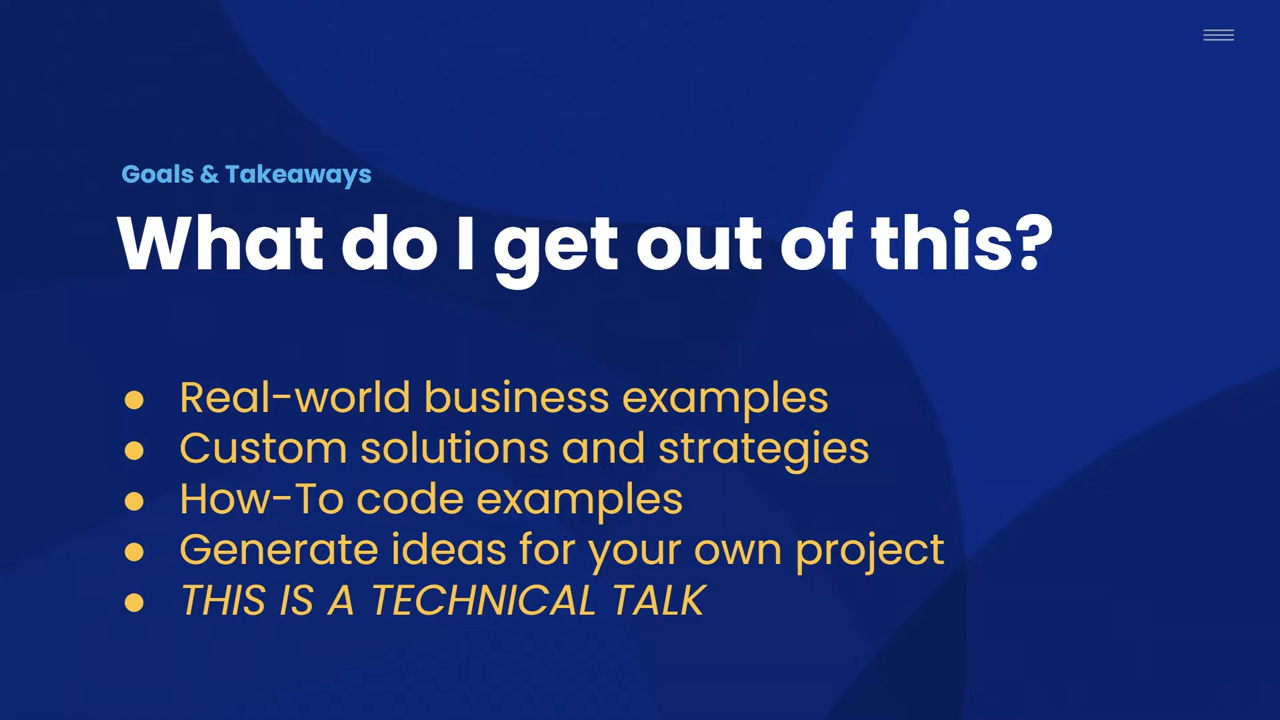 Goals & Takeaways
What do I get out of this?
● Real-world business examples
● Custom solutions and strategies
● How-To code examples
● Generate ideas for your own project
● THIS IS A TECHNICAL TALK